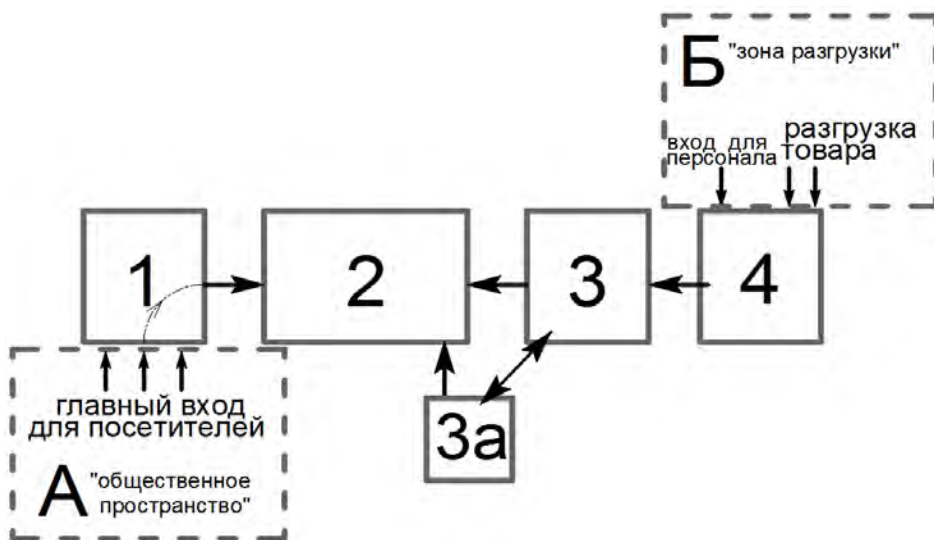 Б "зона разгрузки"
вход для
персонала
разгрузка
товара
1
2
3
4
3а
главный вход
для посетителей
А "общественное
пространство"